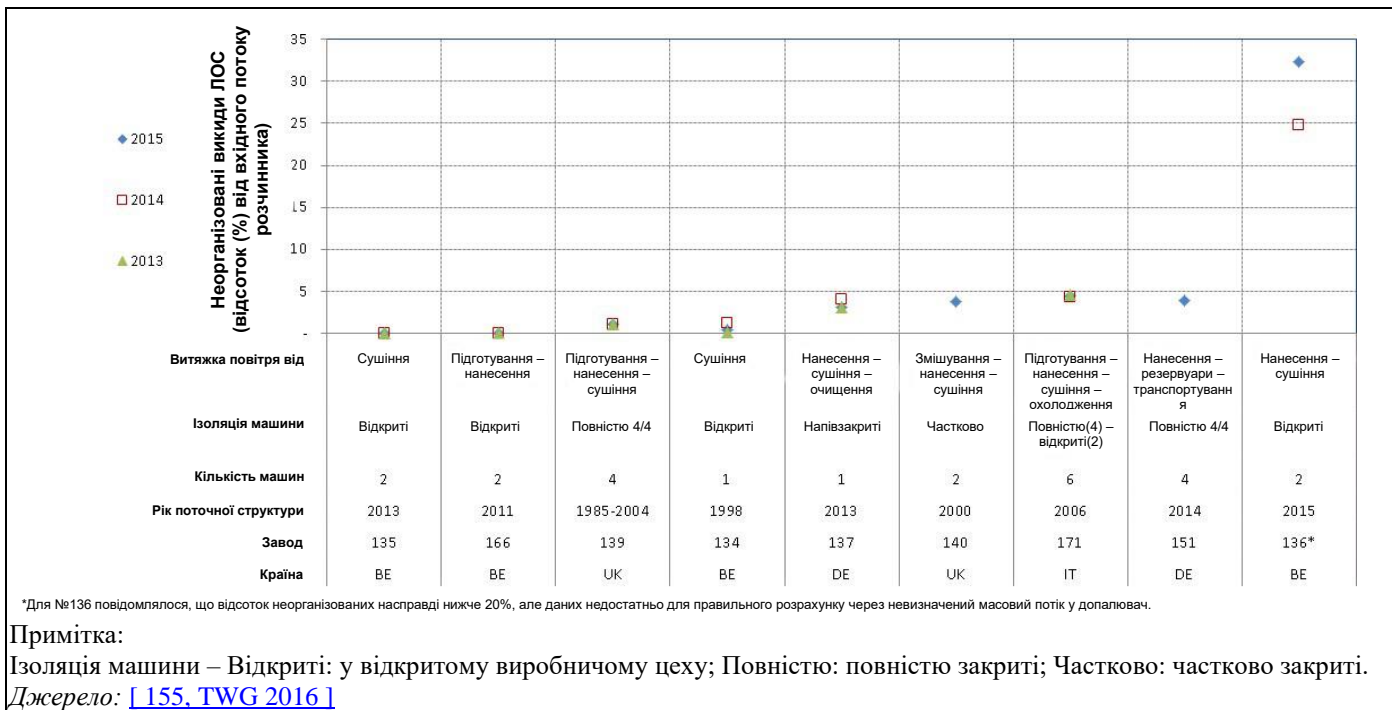 35
30
25
20
15
10
5
-
Неорганізовані викиди ЛОС
(відсоток (%) від вхідного потоку
розчинника)
2015
2014
2013
Витяжка повітря від
Сушіння
Підготування –
нанесення
Підготування –
нанесення –
сушіння
Сушіння
Нанесення –
сушіння –
очищення
Змішування –
нанесення –
сушіння
Підготування –
нанесення –
сушіння –
охолодження
Нанесення –
резервуари –
транспортуванн
я
Нанесення –
сушіння
Ізоляція машини
Відкриті
Відкриті
Повністю 4/4
Відкриті
Напівзакриті
Частково
Повністю(4) –
відкриті(2)
Повністю 4/4
Відкриті
Кількість машин 2 2 4 1 1 2 6 4 2
Рік поточної структури 2013 2011 1985-2004 1998 2013 2000 2006 2014 2015
Завод 135 166 139 134 137 140 171 151 136*
Країна BE BE UK BE DE UK IT DE BE
*Для №136 повідомлялося, що відсоток неорганізованих насправді нижче 20%, але даних недостатньо для правильного розрахунку через невизначений масовий потік у допалювач.
Примітка:
Ізоляція машини – Відкриті: у відкритому виробничому цеху; Повністю: повністю закриті; Частково: частково закриті.
Джерело: [ 155, TWG 2016 ]